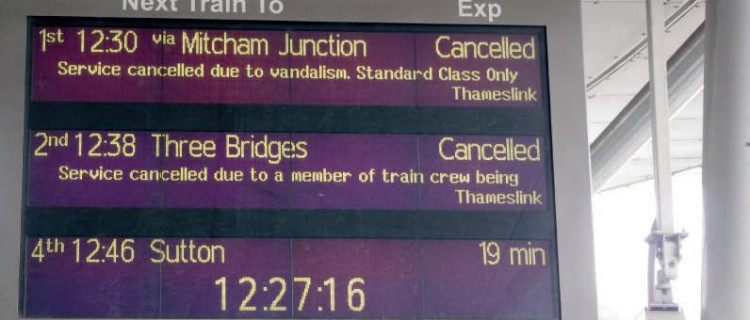 Next Train To Exp
1st 12:30 via Mitcham Junction Cancelled
Service cancelled due to vandalism. Standard Class Only
Thameslink
2nd 12:38 Three Bridges Cancelled
Service cancelled due to a member of train crew being
Thameslink
4th 12:46 Sutton 19 min
12:27:16